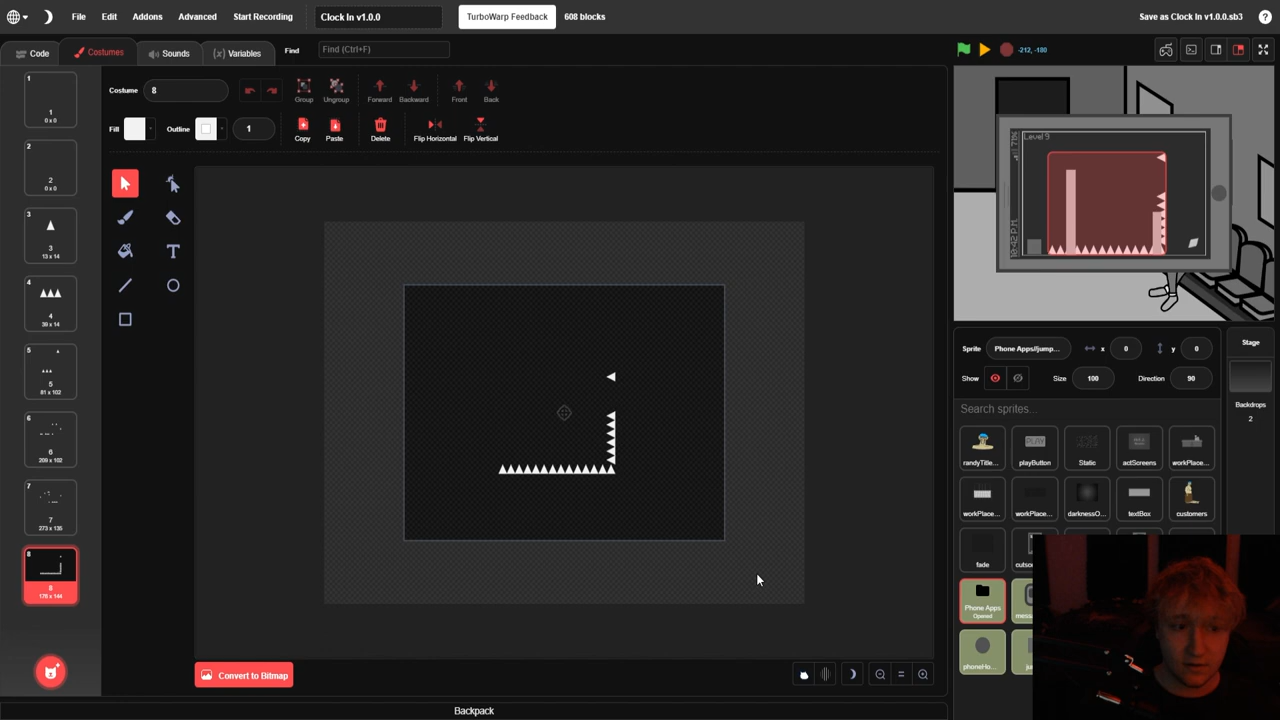 File Edit Addons Advanced Start Recording Clock In v1.0.0 TurboWarp Feedback 608 blocks Save as Clock In v1.0.0.sb3 ?
Code Costumes Sounds Variables Find Find (Ctrl+F) -212, -180
Costume 8 Group Ungroup Forward Backward Front Back
Fill Outline 1 Copy Paste Delete Flip Horizontal Flip Vertical
1
1
0 x 0
2
2
0 x 0
3
3
13 x 14
4
4
39 x 14
5
5
81 x 102
6
6
209 x 102
7
7
273 x 135
8
8
176 x 144
T
Convert to Bitmap
Backpack
Level 9
10:42 P.M.
Sprite Phone Apps//jump... x 0 y 0
Show Size 100 Direction 90
Search sprites...
randyTitle... playButton Static actScreens workPlace...
workPlace... workPlace... darknessO... textBox customers
fade
Phone Apps
Opened
phoneHo...
Stage
Backdrops
2